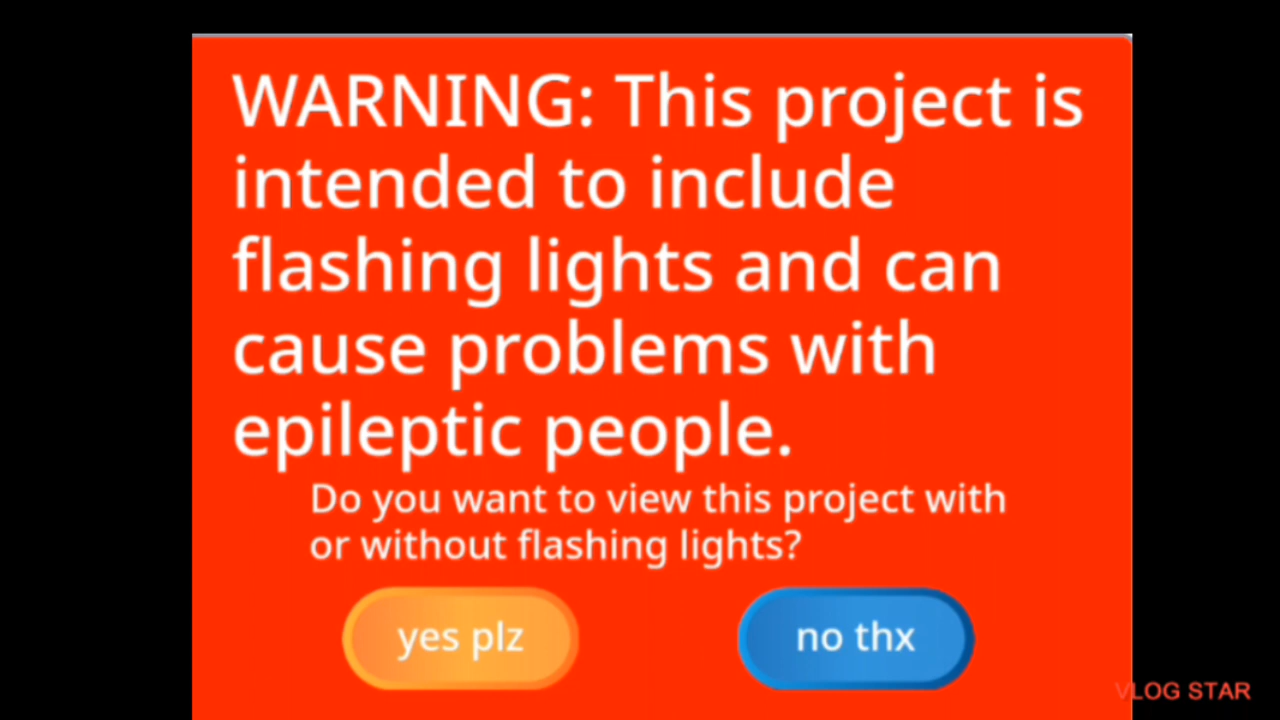 WARNING: This project is
intended to include
flashing lights and can
cause problems with
epileptic people.
Do you want to view this project with
or without flashing lights?
yes plz
no thx
VLOG STAR